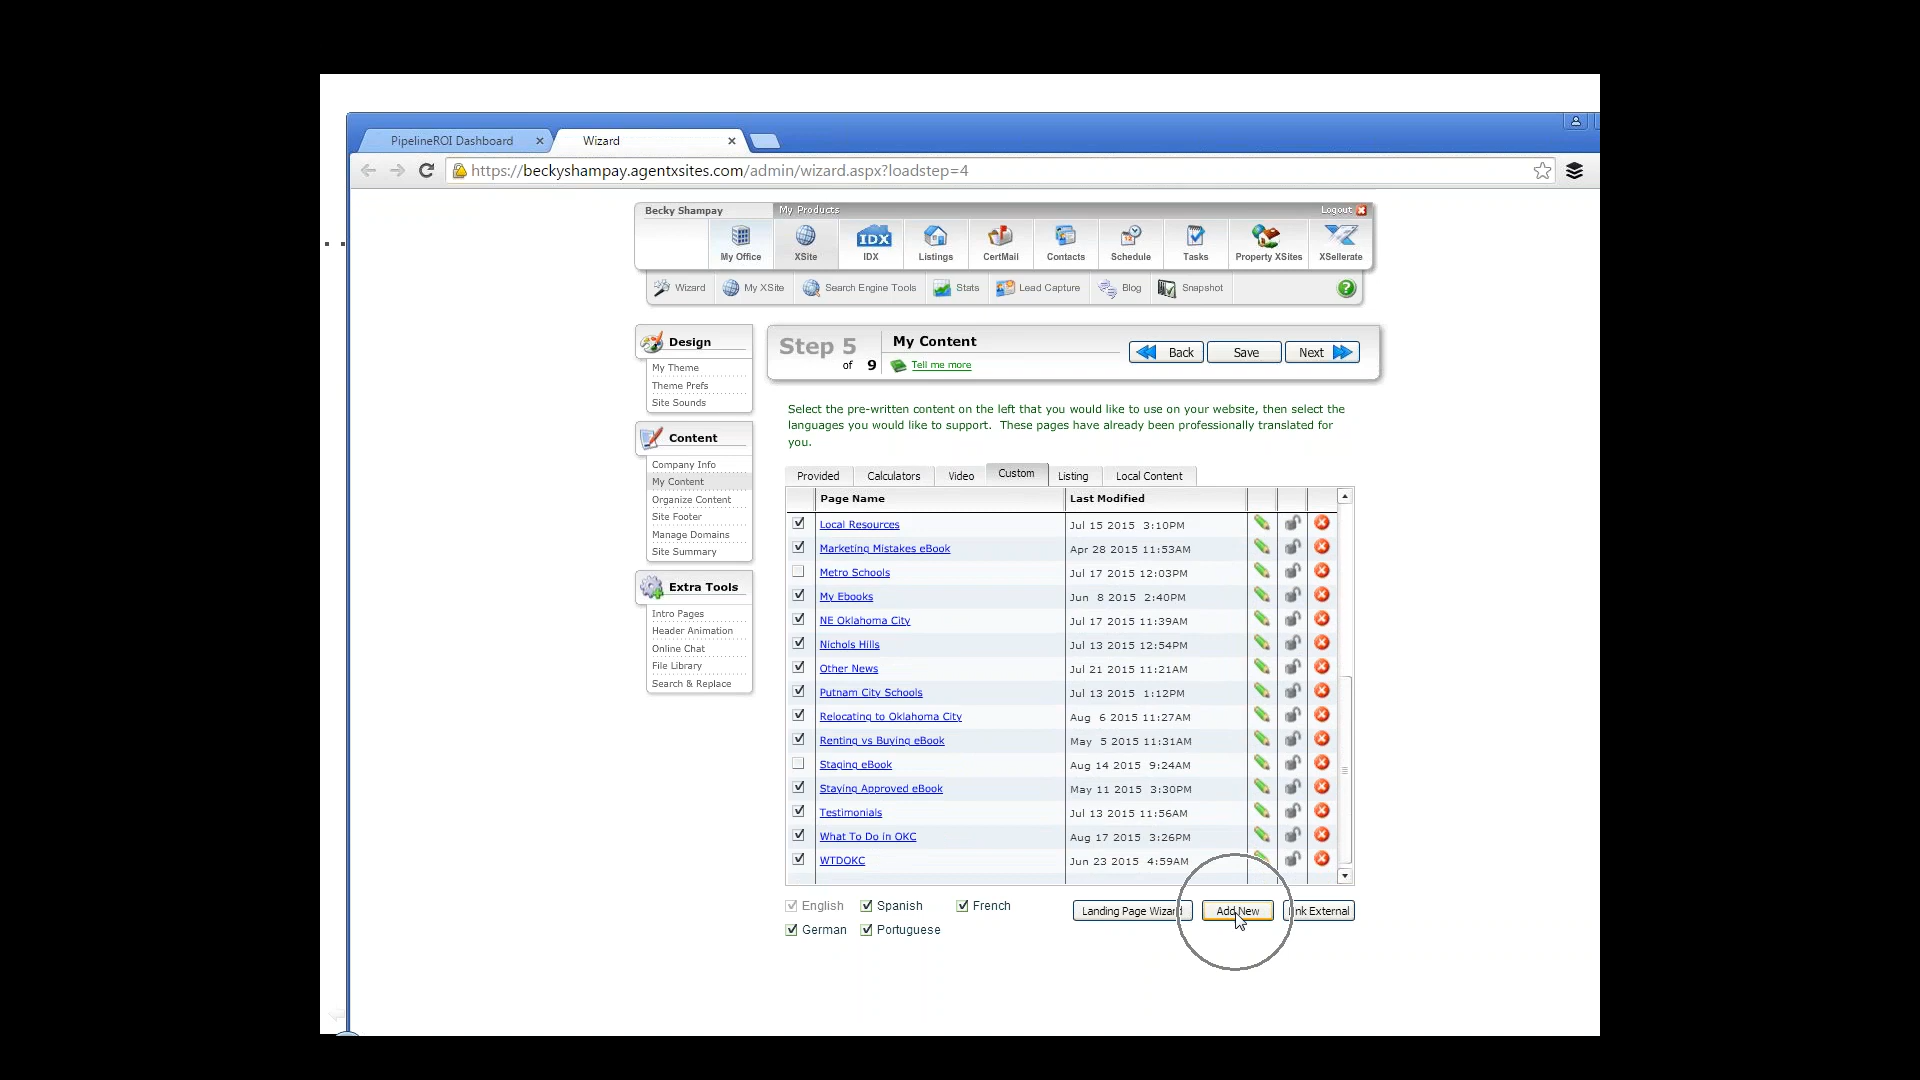 PipelineROI Dashboard
Wizard
https://beckyshampay.agentxsites.com/admin/wizard.aspx?loadstep=4
Becky Shampay
My Products
Logout
My Office
XSite
IDX
IDX
Listings
CertMail
Contacts
Schedule
Tasks
Property XSites
XSellerate
Wizard
My XSite
Search Engine Tools
Stats
Lead Capture
Blog
Snapshot
Design
My Theme
Theme Prefs
Site Sounds
Content
Company Info
My Content
Organize Content
Site Footer
Manage Domains
Site Summary
Extra Tools
Intro Pages
Header Animation
Online Chat
File Library
Search & Replace
Step 5
of 9
My Content
Tell me more
Back
Save
Next
Select the pre-written content on the left that you would like to use on your website, then select the
languages you would like to support. These pages have already been professionally translated for
you.
Provided
Calculators
Video
Custom
Listing
Local Content
Page Name Last Modified
Local Resources Jul 15 2015 3:10PM
Marketing Mistakes eBook Apr 28 2015 11:53AM
Metro Schools Jul 17 2015 12:03PM
My Ebooks Jun 8 2015 2:40PM
NE Oklahoma City Jul 17 2015 11:39AM
Nichols Hills Jul 13 2015 12:54PM
Other News Jul 21 2015 11:21AM
Putnam City Schools Jul 13 2015 1:12PM
Relocating to Oklahoma City Aug 6 2015 11:27AM
Renting vs Buying eBook May 5 2015 11:31AM
Staging eBook Aug 14 2015 9:24AM
Staying Approved eBook May 11 2015 3:30PM
Testimonials Jul 13 2015 11:56AM
What To Do in OKC Aug 17 2015 3:26PM
WTDOKC Jun 23 2015 4:59AM
English Spanish French
German Portuguese
Landing Page Wizard
Add New
Link External